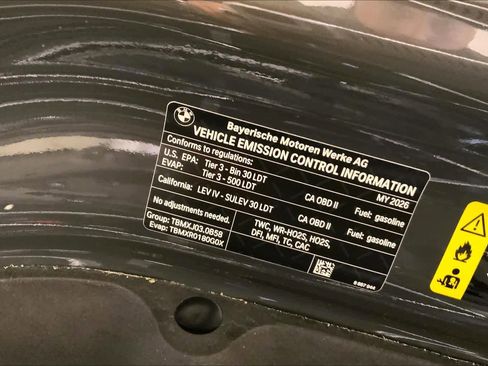 BMW
Bayerische Motoren Werke AG
VEHICLE EMISSION CONTROL INFORMATION
Conforms to regulations: MY 2026
U.S. EPA: Tier 3 - Bin 30 LDT CA OBD II Fuel: gasoline
EVAP: Tier 3 - 500 LDT
California: LEV IV - SULEV 30 LDT CA OBD II Fuel: gasoline
No adjustments needed.
Group: TBMXJ03.0B58 TWC, WR-HO2S, HO2S,
Evap: TBMXR0180G0X DFI, MFI, TC, CAC